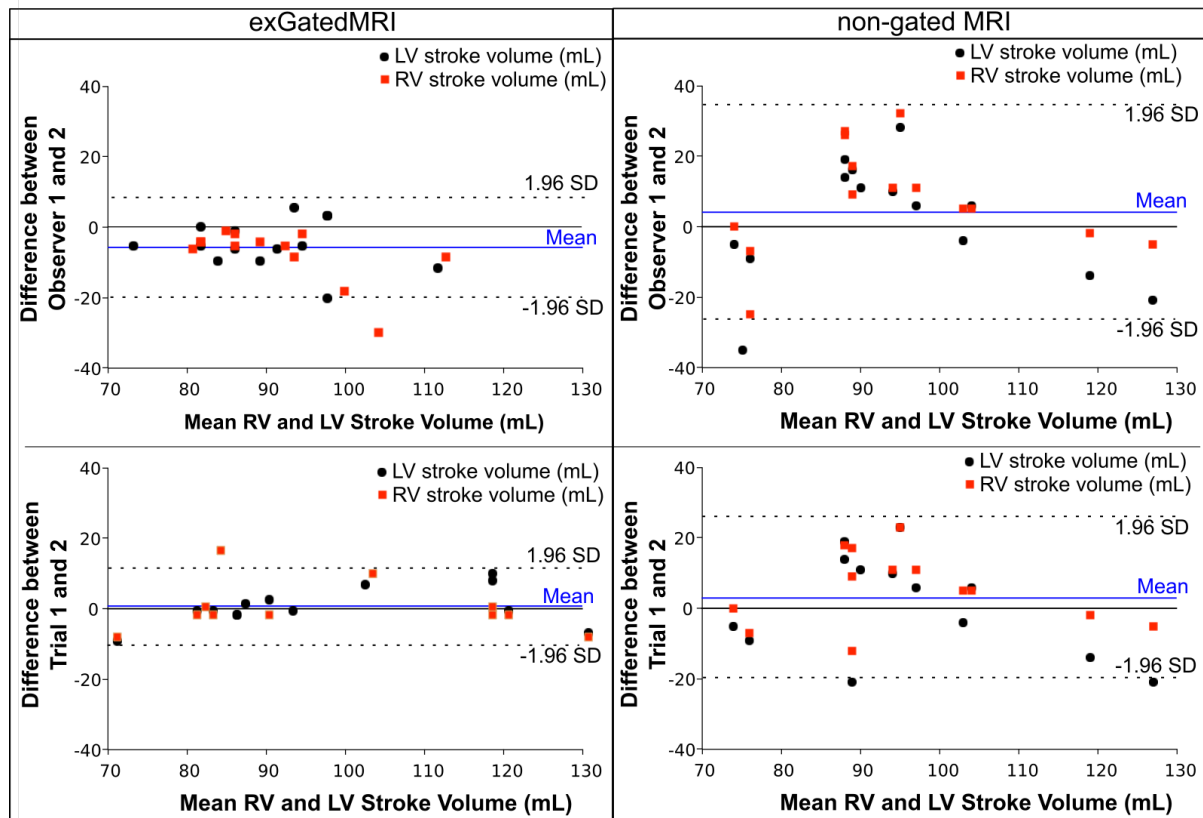 exGatedMRI
non-gated MRI
LV stroke volume (mL)
RV stroke volume (mL)
40
20
0
-20
-40
1.96 SD
Mean
-1.96 SD
70 80 90 100 110 120 130
Difference between
Observer 1 and 2
Mean RV and LV Stroke Volume (mL)
LV stroke volume (mL)
RV stroke volume (mL)
40
20
0
-20
-40
1.96 SD
Mean
-1.96 SD
70 80 90 100 110 120 130
Difference between
Observer 1 and 2
Mean RV and LV Stroke Volume (mL)
LV stroke volume (mL)
RV stroke volume (mL)
40
20
0
-20
-40
1.96 SD
Mean
-1.96 SD
70 80 90 100 110 120 130
Difference between
Trial 1 and 2
Mean RV and LV Stroke Volume (mL)
LV stroke volume (mL)
RV stroke volume (mL)
40
20
0
-20
-40
1.96 SD
Mean
-1.96 SD
70 80 90 100 110 120 130
Difference between
Trial 1 and 2
Mean RV and LV Stroke Volume (mL)